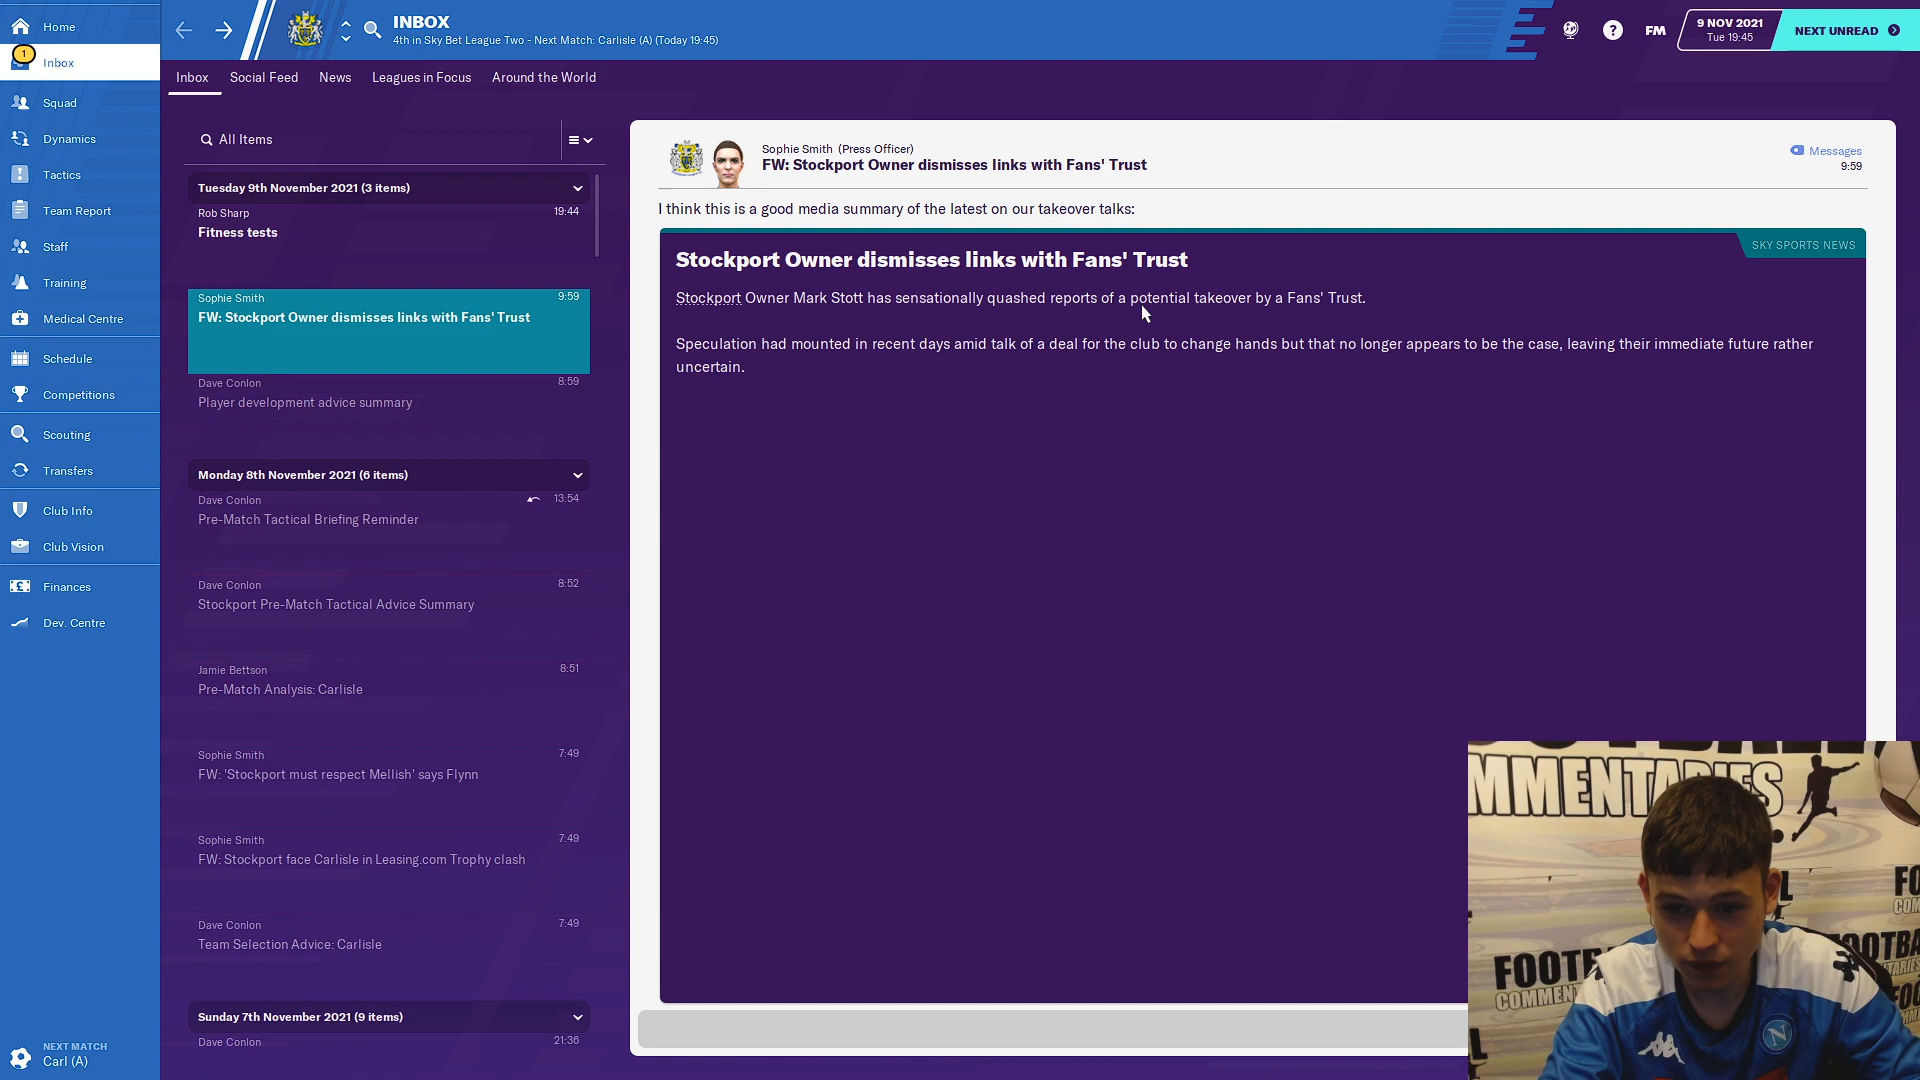 Home
1
Inbox
Squad
Dynamics
Tactics
Team Report
Staff
Training
Medical Centre
Schedule
Competitions
Scouting
Transfers
Club Info
Club Vision
Finances
Dev. Centre
NEXT MATCH
Carl (A)
INBOX
4th in Sky Bet League Two - Next Match: Carlisle (A) (Today 19:45)
?
FM
9 NOV 2021
Tue 19:45
NEXT UNREAD
Inbox Social Feed News Leagues in Focus Around the World
All Items
Tuesday 9th November 2021 (3 items)
Rob Sharp 19:44
Fitness tests
Sophie Smith 9:59
FW: Stockport Owner dismisses links with Fans' Trust
Dave Conlon 8:59
Player development advice summary
Monday 8th November 2021 (6 items)
Dave Conlon 13:54
Pre-Match Tactical Briefing Reminder
Dave Conlon 8:52
Stockport Pre-Match Tactical Advice Summary
Jamie Bettson 8:51
Pre-Match Analysis: Carlisle
Sophie Smith 7:49
FW: 'Stockport must respect Mellish' says Flynn
Sophie Smith 7:49
FW: Stockport face Carlisle in Leasing.com Trophy clash
Dave Conlon 7:49
Team Selection Advice: Carlisle
Sunday 7th November 2021 (9 items)
Dave Conlon 21:36
Sophie Smith (Press Officer)
FW: Stockport Owner dismisses links with Fans' Trust
Messages
9:59
I think this is a good media summary of the latest on our takeover talks:
SKY SPORTS NEWS
Stockport Owner dismisses links with Fans' Trust
Stockport Owner Mark Stott has sensationally quashed reports of a potential takeover by a Fans' Trust.
Speculation had mounted in recent days amid talk of a deal for the club to change hands but that no longer appears to be the case, leaving their immediate future rather
uncertain.
MMENTARIES
FOOTB
COMMEN
N